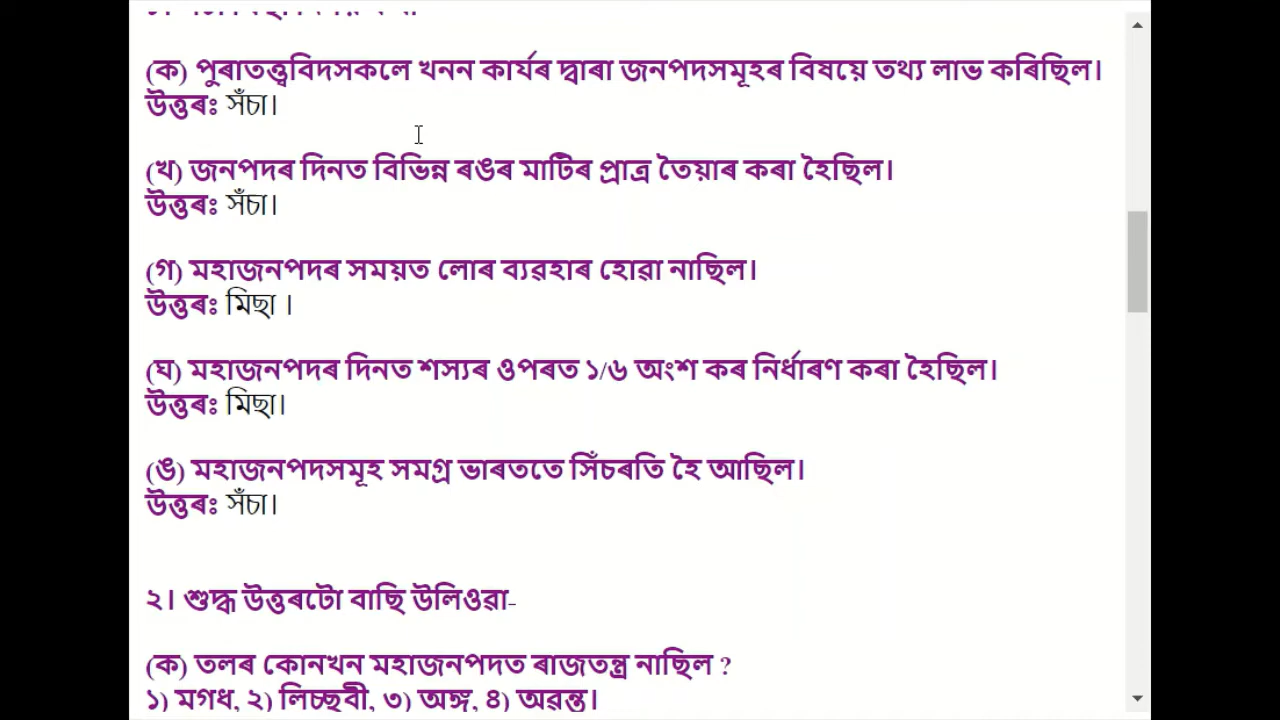 (ক) পুৰাতত্ত্ববিদসকলে খনন কাৰ্যৰ দ্বাৰা জনপদসমূহৰ বিষয়ে তথ্য লাভ কৰিছিল।
উত্তৰঃ সঁচা।
(খ) জনপদৰ দিনত বিভিন্ন ৰঙৰ মাটিৰ প্ৰাত্ৰ তৈয়াৰ কৰা হৈছিল।
উত্তৰঃ সঁচা।
(গ) মহাজনপদৰ সময়ত লোৰ ব্যৱহাৰ হোৱা নাছিল।
উত্তৰঃ মিছা ।
(ঘ) মহাজনপদৰ দিনত শস্যৰ ওপৰত ১/৬ অংশ কৰ নিৰ্ধাৰণ কৰা হৈছিল।
উত্তৰঃ মিছা।
(ঙ) মহাজনপদসমূহ সমগ্ৰ ভাৰততে সিঁচৰতি হৈ আছিল।
উত্তৰঃ সঁচা।
২। শুদ্ধ উত্তৰটো বাছি উলিওৱা-
(ক) তলৰ কোনখন মহাজনপদত ৰাজতন্ত্ৰ নাছিল ?
১) মগধ, ২) লিচ্ছবী, ৩) অঙ্গ, ৪) অৱন্ত।